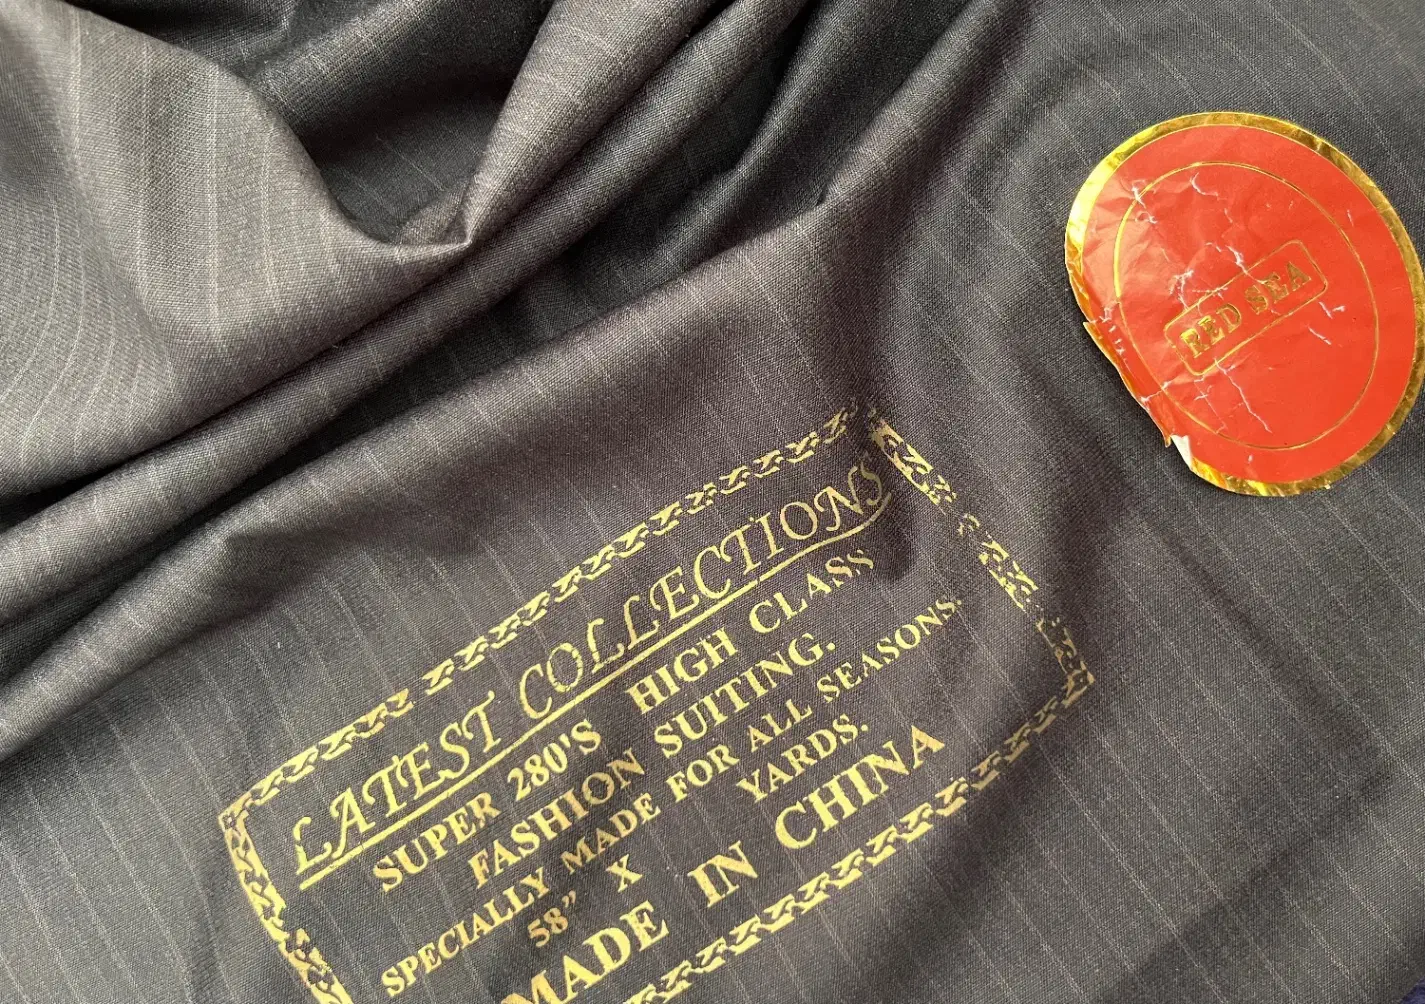 RED SEA
LATEST COLLECTIONS
SUPER 280'S HIGH CLASS
FASHION SUITING.
SPECIALLY MADE FOR ALL SEASONS.
58" X YARDS.
MADE IN CHINA